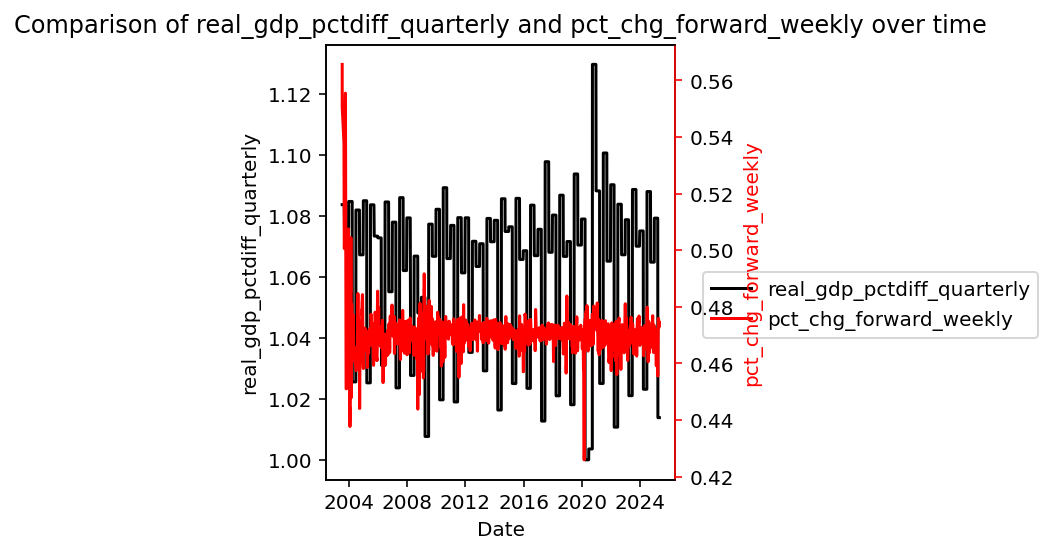 Comparison of real_gdp_pctdiff_quarterly and pct_chg_forward_weekly over time
real_gdp_pctdiff_quarterly
1.12
1.10
1.08
1.06
1.04
1.02
1.00
2004 2008 2012 2016 2020 2024
Date
0.56
0.54
0.52
0.50
0.48
0.46
0.44
0.42
pct_chg_forward_weekly
real_gdp_pctdiff_quarterly
pct_chg_forward_weekly